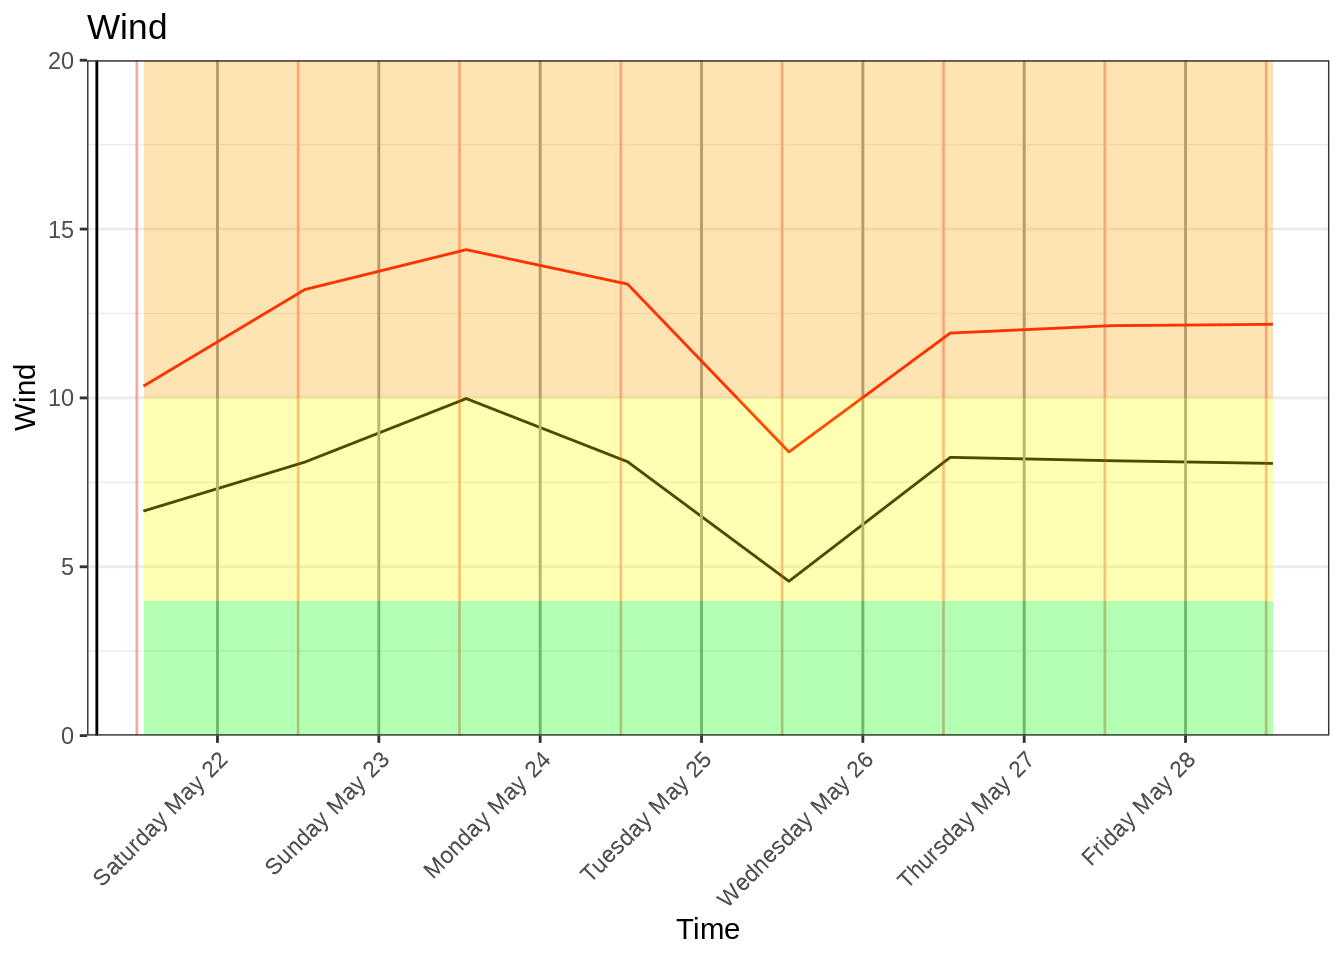 Wind
20
15
10
5
0
Wind
Saturday May 22
Sunday May 23
Monday May 24
Tuesday May 25
Wednesday May 26
Thursday May 27
Friday May 28
Time